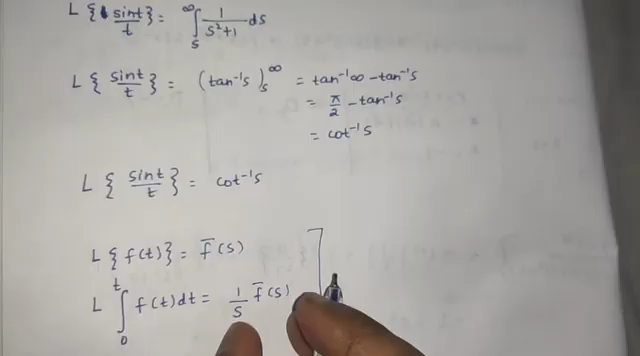 L { sint/t } = ∫_s^∞ 1/(s²+1) ds
L { sint/t } = (tan⁻¹s)_s^∞ = tan⁻¹∞ - tan⁻¹s
= π/2 - tan⁻¹s
= cot⁻¹s
L { sint/t } = cot⁻¹s
L { f(t) } = f̄(s)
L ∫_0^t f(t) dt = 1/s f̄(s)